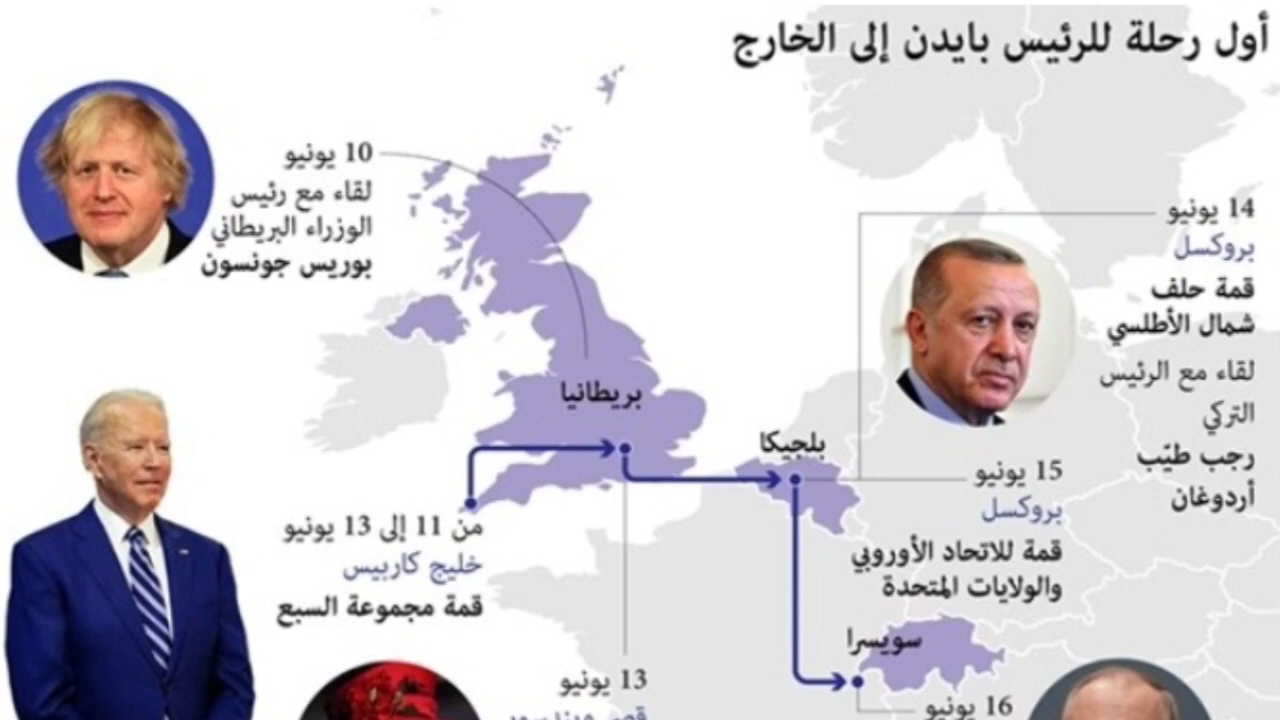 أول رحلة للرئيس بايدن إلى الخارج
10 يونيو
لقاء مع رئيس
الوزراء البريطاني
بوريس جونسون
14 يونيو
بروكسل
قمة حلف
شمال الأطلسي
لقاء مع الرئيس
التركي
رجب طيّب
أردوغان
بريطانيا
بلجيكا
15 يونيو
بروكسل
قمة للاتحاد الأوروبي
والولايات المتحدة
من 11 إلى 13 يونيو
خليج كاربيس
قمة مجموعة السبع
سويسرا
13 يونيو
16 يونيو